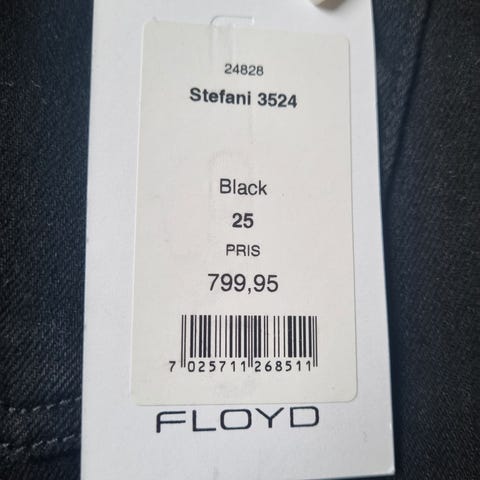 24828
Stefani 3524
Black
25
PRIS
799,95
7 025711 268511
FLOYD